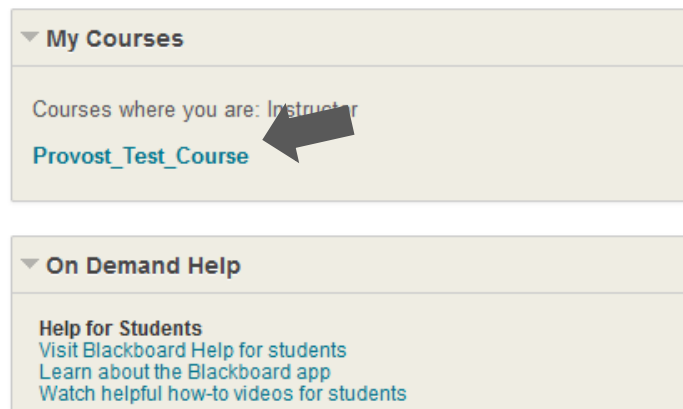 My Courses
Courses where you are: Instructor
Provost_Test_Course
On Demand Help
Help for Students
Visit Blackboard Help for students
Learn about the Blackboard app
Watch helpful how-to videos for students